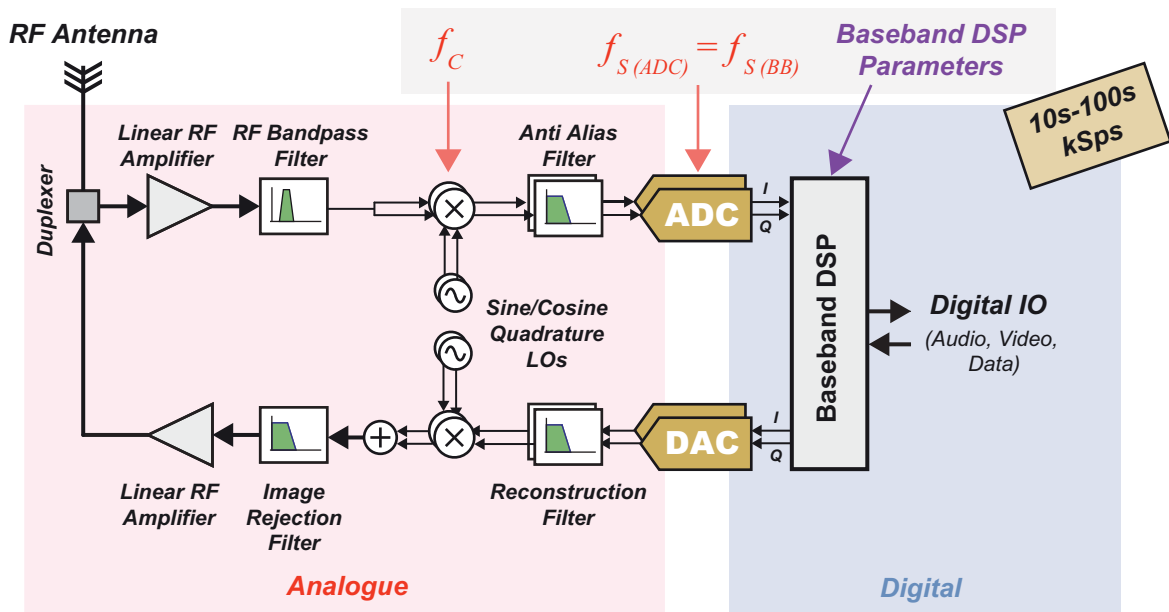 RF Antenna
f_C
f_S (ADC) = f_S (BB)
Baseband DSP
Parameters
10s-100s
kSps
Linear RF
Amplifier
RF Bandpass
Filter
Anti Alias
Filter
Duplexer
ADC
I
Q
Baseband DSP
Sine/Cosine
Quadrature
LOs
Digital IO
(Audio, Video,
Data)
DAC
I
Q
Linear RF
Amplifier
Image
Rejection
Filter
Reconstruction
Filter
Analogue
Digital